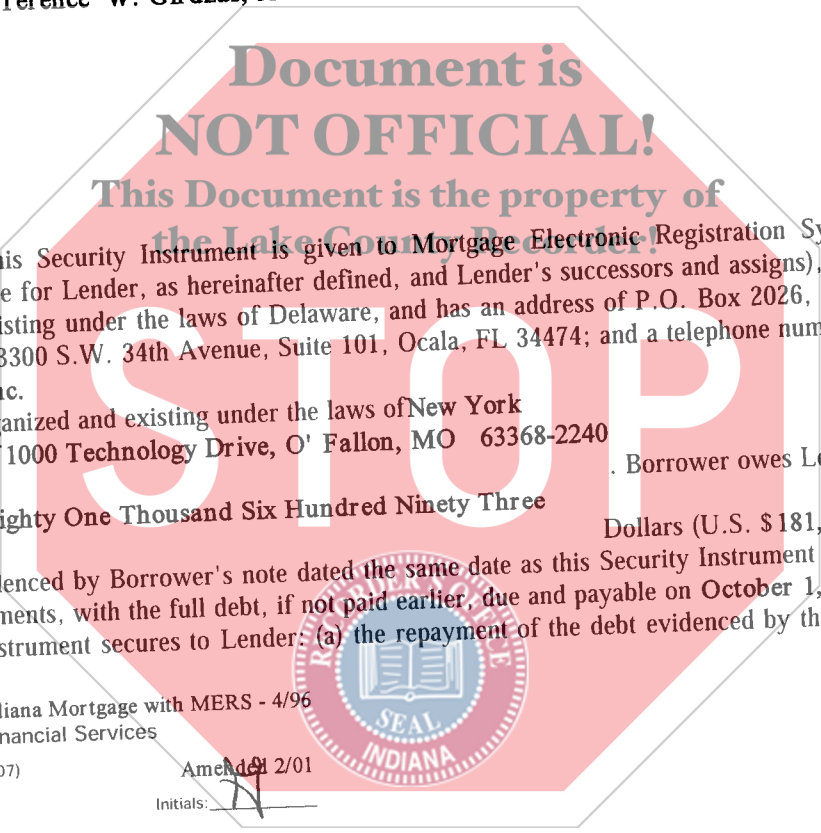 W.
Document is
NOT OFFICIAL!
This Document is the property of
the Lake County Recorder!
his Security Instrument is given to Mortgage Electronic Registration Sy
e for Lender, as hereinafter defined, and Lender's successors and assigns),
isting under the laws of Delaware, and has an address of P.O. Box 2026,
3300 S.W. 34th Avenue, Suite 101, Ocala, FL 34474; and a telephone num
nc.
anized and existing under the laws ofNew York
1000 Technology Drive, O' Fallon, MO 63368-2240
. Borrower owes Le
ighty One Thousand Six Hundred Ninety Three
Dollars (U.S. $181,
denced by Borrower's note dated the same date as this Security Instrument
ments, with the full debt, if not paid earlier, due and payable on October 1,
strument secures to Lender: (a) the repayment of the debt evidenced by th
STOP
RECORDER'S OFFICE
SEAL
INDIANA
diana Mortgage with MERS - 4/96
nancial Services
07)
Amended 2/01
Initials: